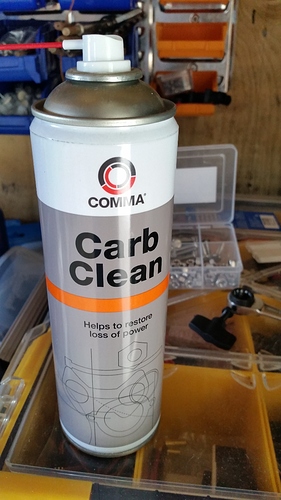 COMMA®
Carb
Clean
Helps to restore
loss of power